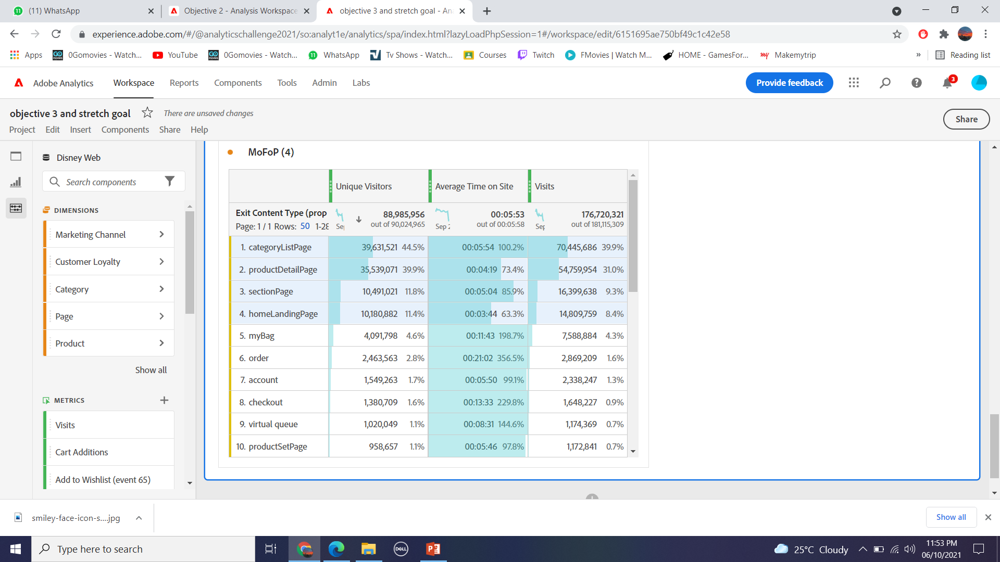 11 (11) WhatsApp
Objective 2 - Analysis Workspace
objective 3 and stretch goal - An
experience.adobe.com/#/@analyticschallenge2021/so:analyt1e/analytics/spa/index.html?lazyLoadPhpSession=1#/workspace/edit/6151695ae750bf49c1c42e58
Apps GO movies 0Gomovies - Watch... YouTube GO movies 0Gomovies - Watch... 11 WhatsApp Tv Shows - Watch... Courses Twitch FMovies | Watch M... HOME - GamesFor... my Makemytrip » Reading list
Adobe Analytics Workspace Reports Components Tools Admin Labs Provide feedback 3
objective 3 and stretch goal There are unsaved changes
Share
Project Edit Insert Components Share Help
Disney Web
Search components
DIMENSIONS
Marketing Channel
Customer Loyalty
Category
Page
Product
Show all
METRICS
Visits
Cart Additions
Add to Wishlist (event 65)
MoFoP (4)
Unique Visitors Average Time on Site Visits
Exit Content Type (prop 88,985,956 00:05:53 176,720,321
Page: 1 / 1 Rows: 50 1-28 Sep out of 90,024,965 Sep 2 out of 00:05:58 Sep out of 181,115,309
1. categoryListPage 39,631,521 44.5% 00:05:54 100.2% 70,445,686 39.9%
2. productDetailPage 35,539,071 39.9% 00:04:19 73.4% 54,759,954 31.0%
3. sectionPage 10,491,021 11.8% 00:05:04 85.9% 16,399,638 9.3%
4. homeLandingPage 10,180,882 11.4% 00:03:44 63.3% 14,809,759 8.4%
5. myBag 4,091,798 4.6% 00:11:43 198.7% 7,588,884 4.3%
6. order 2,463,563 2.8% 00:21:02 356.5% 2,869,209 1.6%
7. account 1,549,263 1.7% 00:05:50 99.1% 2,338,247 1.3%
8. checkout 1,380,709 1.6% 00:13:33 229.8% 1,648,227 0.9%
9. virtual queue 1,020,049 1.1% 00:08:31 144.6% 1,174,369 0.7%
10. productSetPage 958,657 1.1% 00:05:46 97.8% 1,172,841 0.7%
smiley-face-icon-s....jpg
Show all
Type here to search
DELL
25°C Cloudy
11:53 PM
06/10/2021